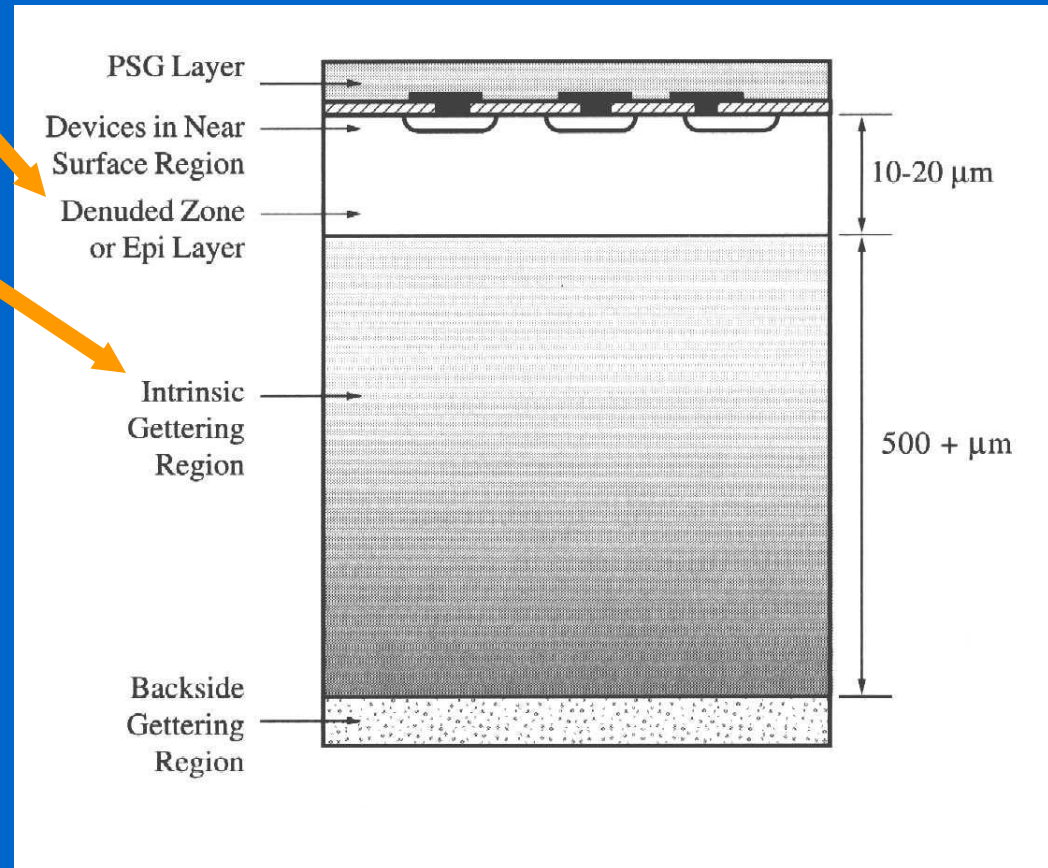 PSG Layer
Devices in Near
Surface Region
Denuded Zone
or Epi Layer
Intrinsic
Gettering
Region
Backside
Gettering
Region
10-20 µm
500 + µm